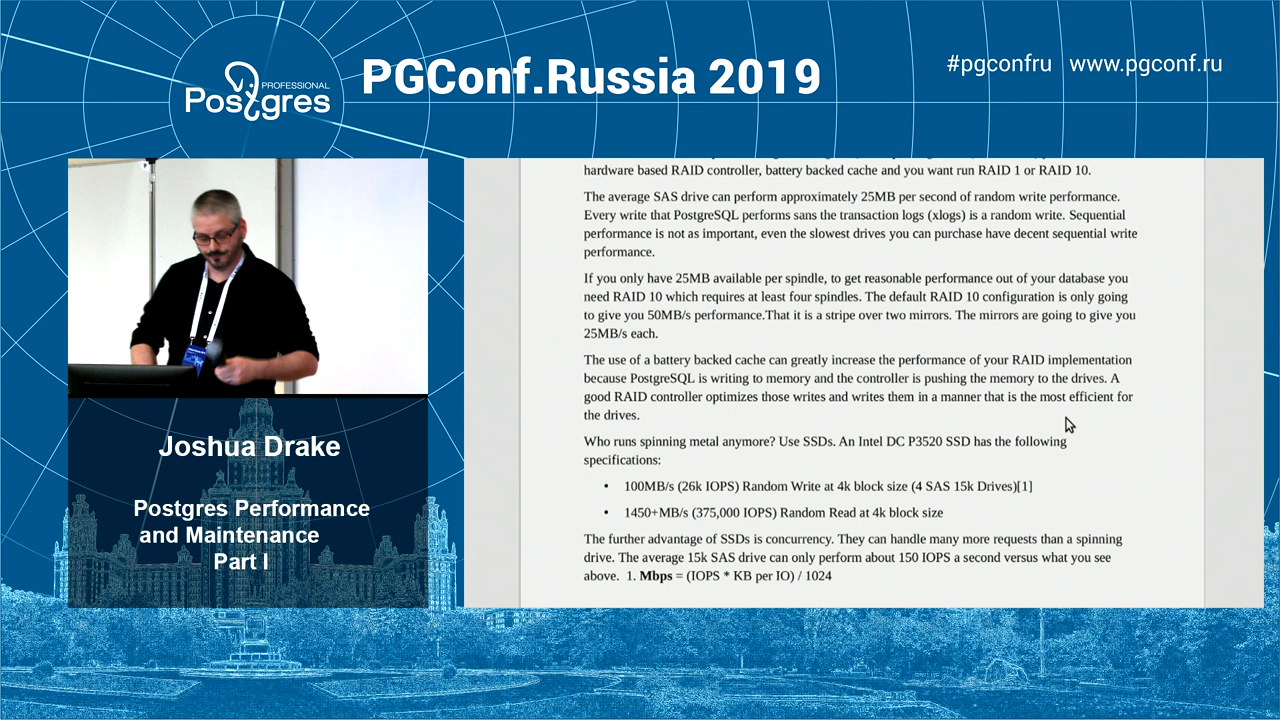 PROFESSIONAL
Postgres
PGConf.Russia 2019
#pgconfru www.pgconf.ru
hardware based RAID controller, battery backed cache and you want run RAID 1 or RAID 10.
The average SAS drive can perform approximately 25MB per second of random write performance.
Every write that PostgreSQL performs sans the transaction logs (xlogs) is a random write. Sequential
performance is not as important, even the slowest drives you can purchase have decent sequential write
performance.
If you only have 25MB available per spindle, to get reasonable performance out of your database you
need RAID 10 which requires at least four spindles. The default RAID 10 configuration is only going
to give you 50MB/s performance.That it is a stripe over two mirrors. The mirrors are going to give you
25MB/s each.
The use of a battery backed cache can greatly increase the performance of your RAID implementation
because PostgreSQL is writing to memory and the controller is pushing the memory to the drives. A
good RAID controller optimizes those writes and writes them in a manner that is the most efficient for
the drives.
Who runs spinning metal anymore? Use SSDs. An Intel DC P3520 SSD has the following
specifications:
• 100MB/s (26k IOPS) Random Write at 4k block size (4 SAS 15k Drives)[1]
• 1450+MB/s (375,000 IOPS) Random Read at 4k block size
The further advantage of SSDs is concurrency. They can handle many more requests than a spinning
drive. The average 15k SAS drive can only perform about 150 IOPS a second versus what you see
above. 1. Mbps = (IOPS * KB per IO) / 1024
Joshua Drake
Postgres Performance
and Maintenance
Part I